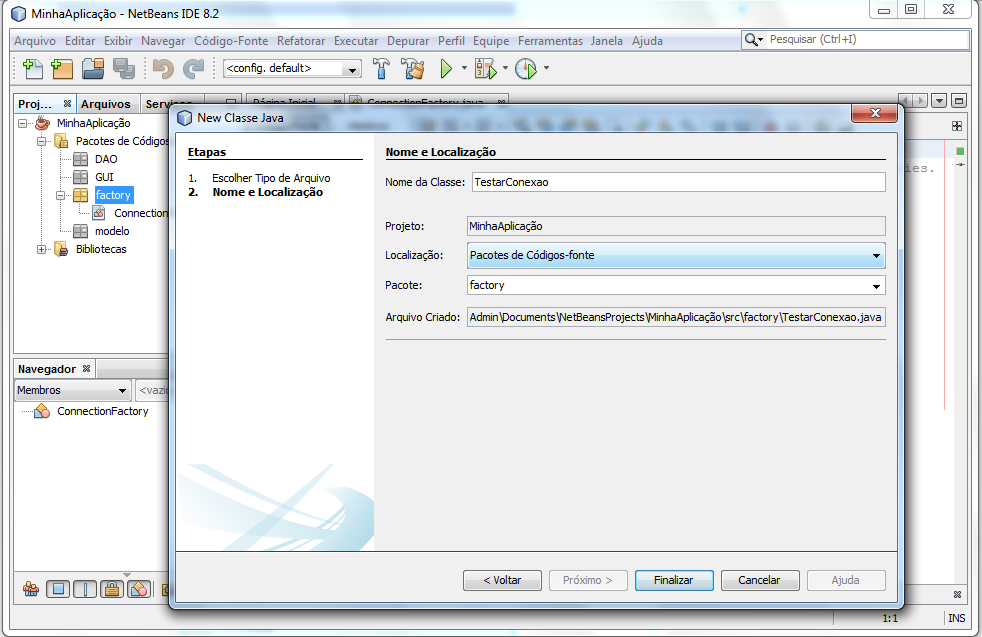 MinhaAplicação - NetBeans IDE 8.2
Arquivo Editar Exibir Navegar Código-Fonte Refatorar Executar Depurar Perfil Equipe Ferramentas Janela Ajuda
Pesquisar (Ctrl+I)
<config. default>
Proj... Arquivos
Página Inicial ConnectionFactory.java
MinhaAplicação
Pacotes de Códigos
DAO
GUI
factory
Connection
modelo
Bibliotecas
ies.
Navegador
Membros
<vazio
ConnectionFactory
New Classe Java
Etapas
1. Escolher Tipo de Arquivo
2. Nome e Localização
Nome e Localização
Nome da Classe: TestarConexao
Projeto: MinhaAplicação
Localização: Pacotes de Códigos-fonte
Pacote: factory
Arquivo Criado: Admin\Documents\NetBeansProjects\MinhaAplicação\src\factory\TestarConexao.java
< Voltar Próximo > Finalizar Cancelar Ajuda
1:1 INS